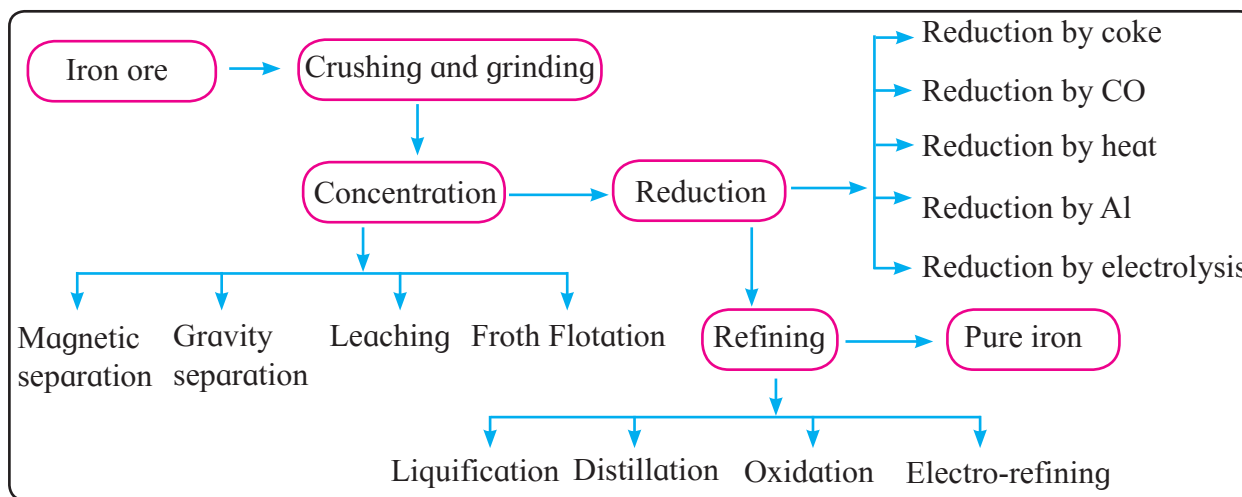 Iron ore
Crushing and grinding
Reduction by coke
Reduction by CO
Reduction by heat
Reduction by Al
Reduction by electrolysis
Concentration
Reduction
Magnetic
separation
Gravity
separation
Leaching
Froth Flotation
Refining
Pure iron
Liquification
Distillation
Oxidation
Electro-refining